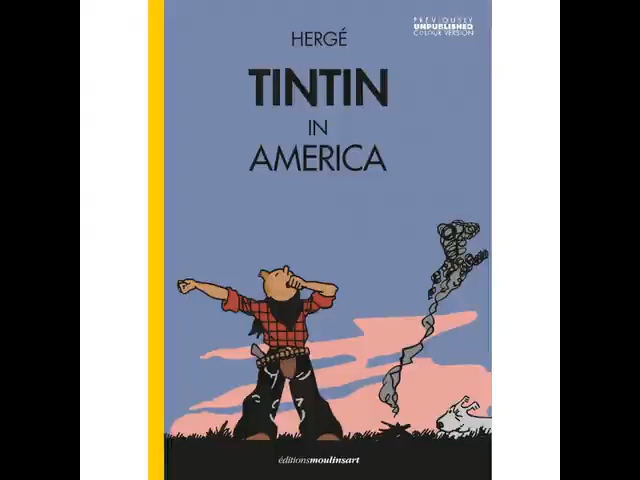 PREVIOUSLY
UNPUBLISHED
COLOUR VERSION
HERGÉ
TINTIN
IN
AMERICA
éditionsmoulinsart